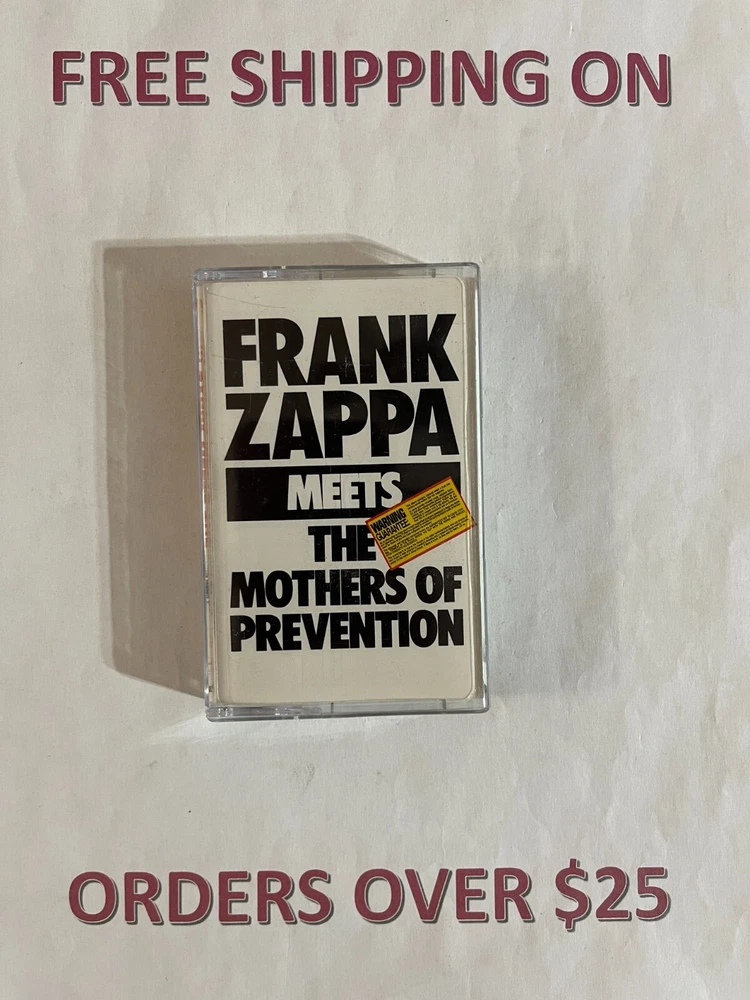 FREE SHIPPING ON
FRANK
ZAPPA
MEETS
THE
WARNING
GUARANTEE
MOTHERS OF
PREVENTION
ORDERS OVER $25